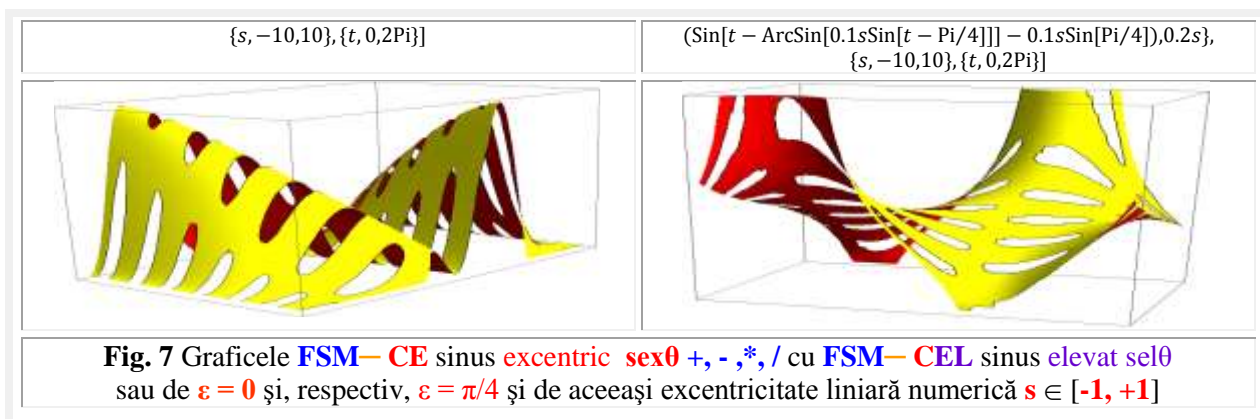 {s, −10,10}, {t, 0,2Pi}]
(Sin[t − ArcSin[0.1sSin[t − Pi/4]]] − 0.1sSin[Pi/4]),0.2s},
{s, −10,10}, {t, 0,2Pi}]
Fig. 7 Graficele FSM— CE sinus excentric sexθ +, - ,*, / cu FSM— CEL sinus elevat selθ
sau de ε = 0 şi, respectiv, ε = π/4 şi de aceeaşi excentricitate liniară numerică s ∈ [-1, +1]